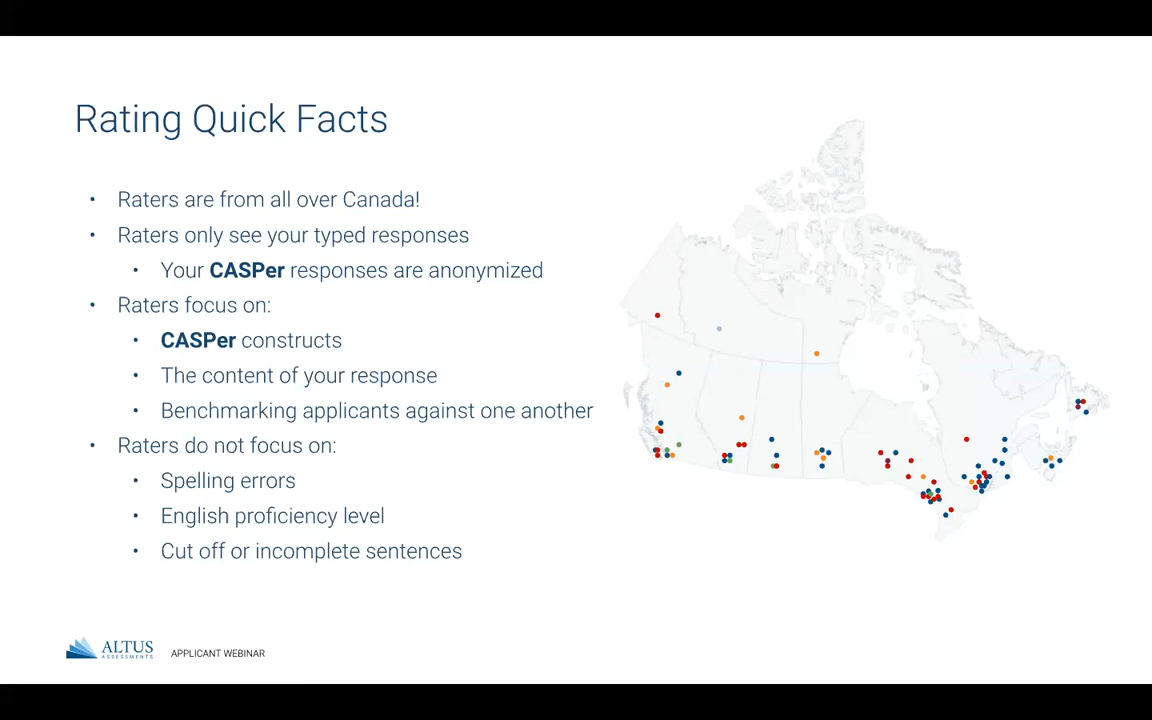 Rating Quick Facts
• Raters are from all over Canada!
• Raters only see your typed responses
• Your CASPer responses are anonymized
• Raters focus on:
• CASPer constructs
• The content of your response
• Benchmarking applicants against one another
• Raters do not focus on:
• Spelling errors
• English proficiency level
• Cut off or incomplete sentences
ALTUS
ASSESSMENTS
APPLICANT WEBINAR